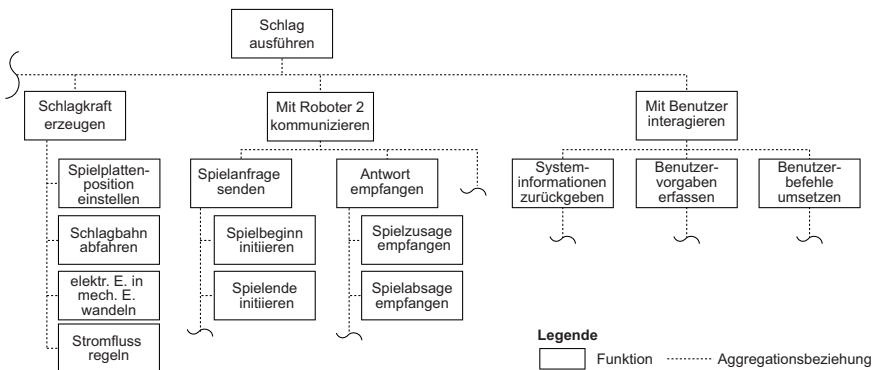 Schlag
ausführen
Schlagkraft
erzeugen
Mit Roboter 2
kommunizieren
Mit Benutzer
interagieren
Spielplatten-
position
einstellen
Schlagbahn
abfahren
elektr. E. in
mech. E.
wandeln
Stromfluss
regeln
Spielanfrage
senden
Spielbeginn
initiieren
Spielende
initiieren
Antwort
empfangen
Spielzusage
empfangen
Spielabsage
empfangen
System-
informationen
zurückgeben
Benutzer-
vorgaben
erfassen
Benutzer-
befehle
umsetzen
Legende
Funktion
Aggregationsbeziehung